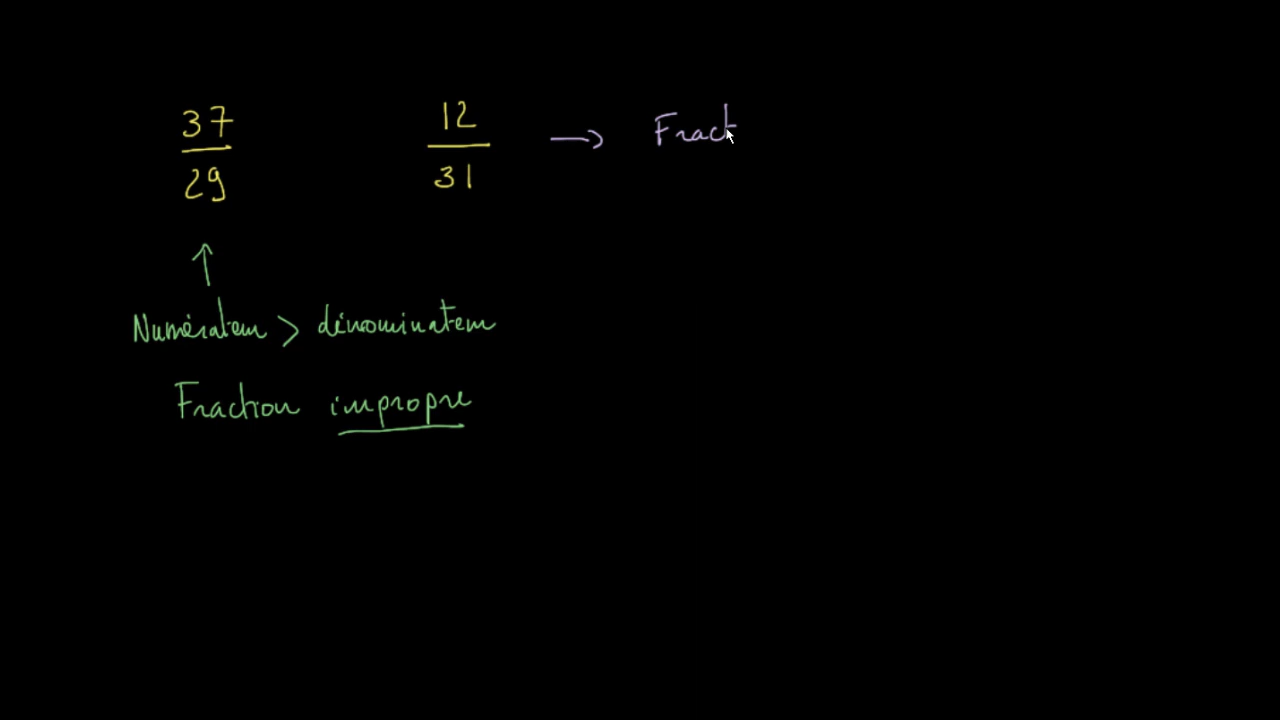 37
29
12
31
→ Fract
↑
Numérateur > dénominateur
Fraction impropre